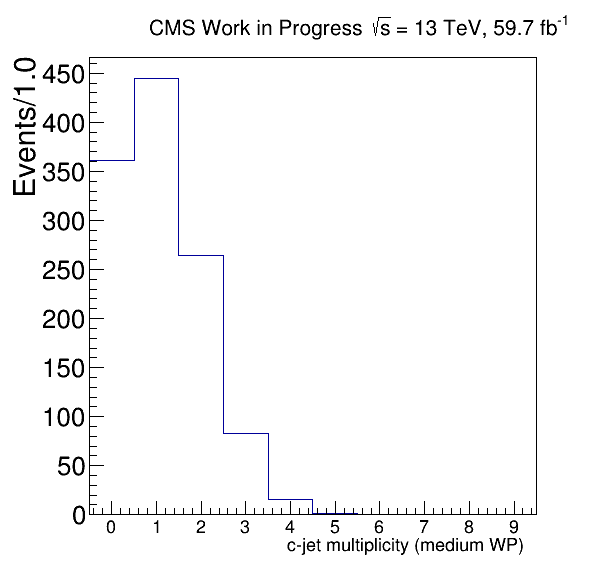 CMS Work in Progress √s = 13 TeV, 59.7 fb⁻¹
Events/1.0
450
400
350
300
250
200
150
100
50
0
0 1 2 3 4 5 6 7 8 9
c-jet multiplicity (medium WP)